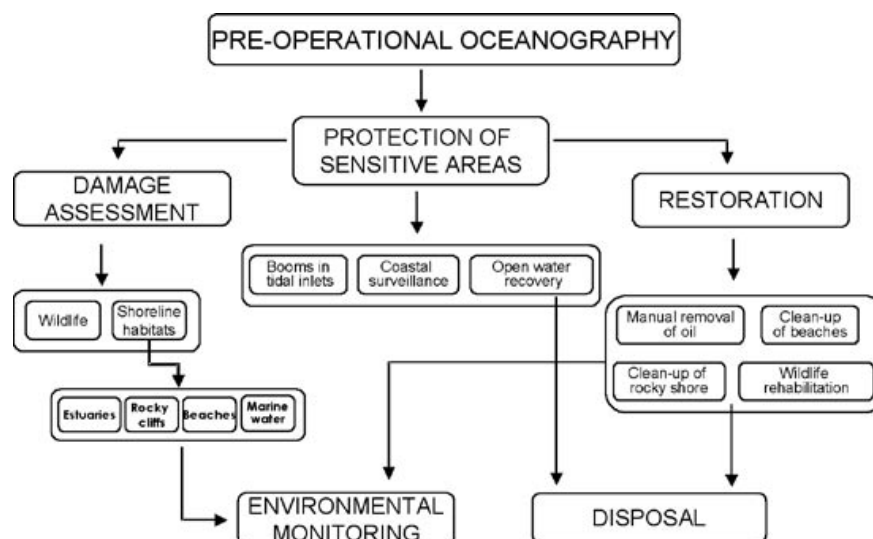 PRE-OPERATIONAL OCEANOGRAPHY
PROTECTION OF
SENSITIVE AREAS
DAMAGE
ASSESSMENT
RESTORATION
Booms in
tidal inlets
Coastal
surveillance
Open water
recovery
Wildlife
Shoreline
habitats
Manual removal
of oil
Clean-up
of beaches
Clean-up of
rocky shore
Wildlife
rehabilitation
Estuaries
Rocky
cliffs
Beaches
Marine
water
ENVIRONMENTAL
MONITORING
DISPOSAL